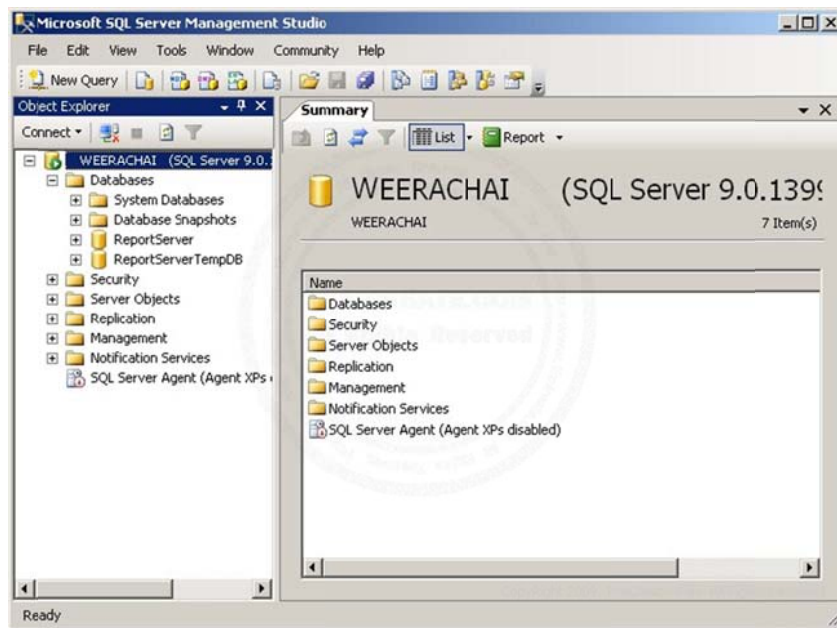 Microsoft SQL Server Management Studio
File Edit View Tools Window Community Help
New Query
Object Explorer
Connect
WEERACHAI (SQL Server 9.0.1
Databases
System Databases
Database Snapshots
ReportServer
ReportServerTempDB
Security
Server Objects
Replication
Management
Notification Services
SQL Server Agent (Agent XPs
Summary
List Report
WEERACHAI (SQL Server 9.0.1399
WEERACHAI 7 Item(s)
Name
Databases
Security
Server Objects
Replication
Management
Notification Services
SQL Server Agent (Agent XPs disabled)
Ready